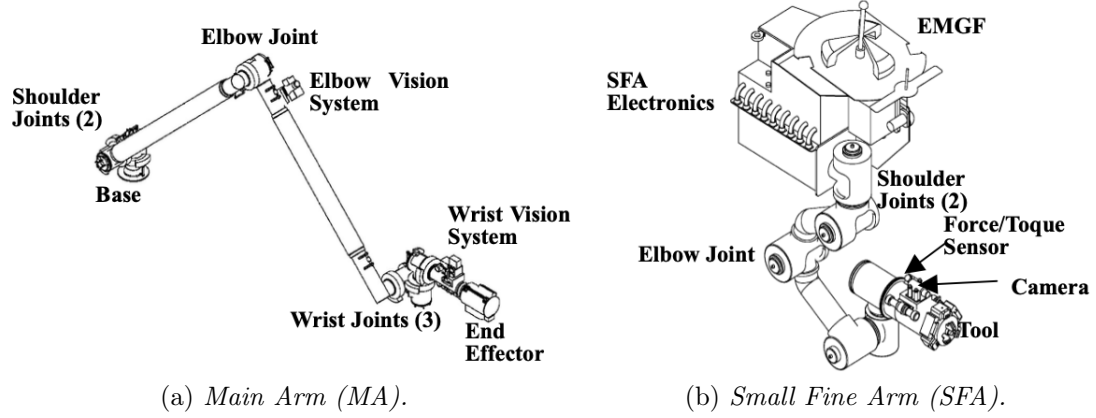 Elbow Joint
Elbow Vision
System
Shoulder
Joints (2)
Base
Wrist Vision
System
Wrist Joints (3)
End
Effector
(a) Main Arm (MA).
EMGF
SFA
Electronics
Shoulder
Joints (2)
Force/Toque
Sensor
Elbow Joint
Camera
Tool
(b) Small Fine Arm (SFA).